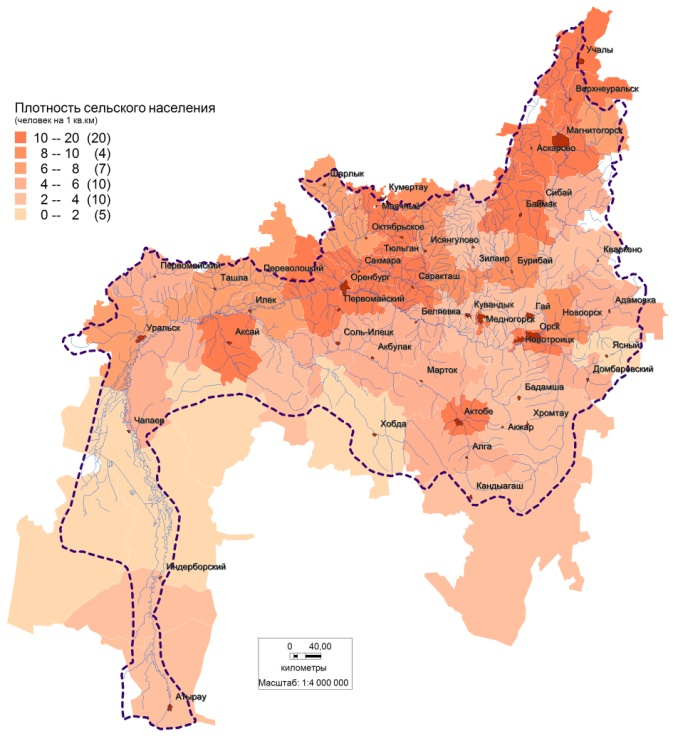 Плотность сельского населения
(человек на 1 кв.км)
10 -- 20 (20)
8 -- 10 (4)
6 -- 8 (7)
4 -- 6 (10)
2 -- 4 (10)
0 -- 2 (5)
Учалы
Верхнеуральск
Магнитогорск
Аскарово
Сибай
Баймак
Шарлык
Кумертау
Маячный
Октябрьское
Тюльган
Исянгулово
Кваркено
Первомайский
Переволоцкий
Сакмара
Зилаир
Бурибай
Ташла
Оренбург
Саракташ
Илек
Первомайский
Беляевка
Кувандык
Гай
Новоорск
Адамовка
Медногорск
Орск
Уральск
Аксай
Соль-Илецк
Новотроицк
Акбулак
Ясный
Домбаровский
Марток
Бадамша
Чапаев
Хобда
Актобе
Хромтау
Акжар
Алга
Кандыагаш
Индерборский
Атырау
0 40,00
километры
Масштаб: 1:4 000 000